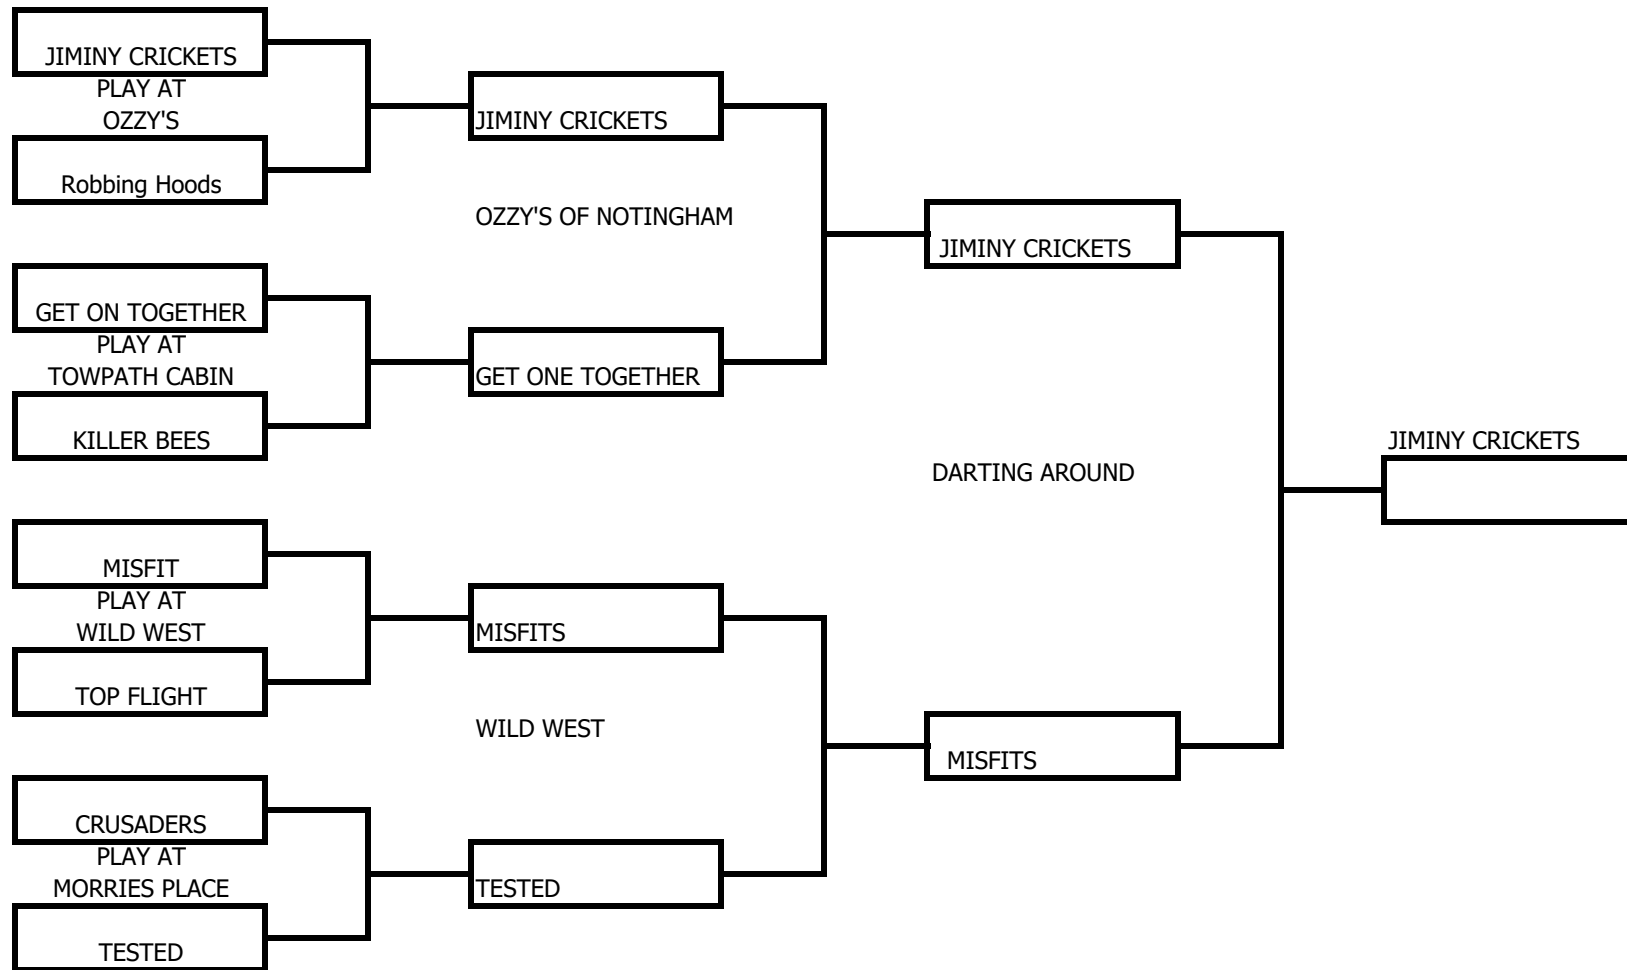 JIMINY CRICKETS
PLAY AT
OZZY'S
Robbing Hoods
GET ON TOGETHER
PLAY AT
TOWPATH CABIN
KILLER BEES
MISFIT
PLAY AT
WILD WEST
TOP FLIGHT
CRUSADERS
PLAY AT
MORRIES PLACE
TESTED
JIMINY CRICKETS
OZZY'S OF NOTINGHAM
GET ONE TOGETHER
MISFITS
WILD WEST
TESTED
JIMINY CRICKETS
DARTING AROUND
MISFITS
JIMINY CRICKETS